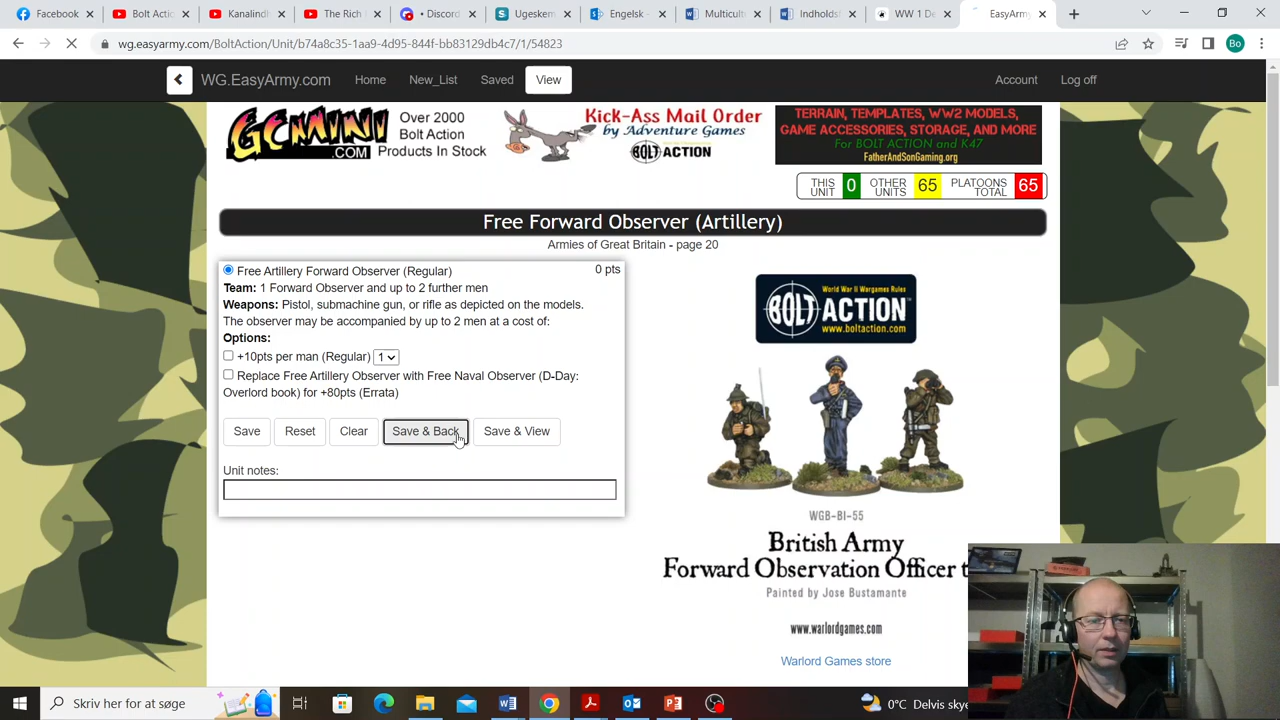 Facebook
Bolt Actio
Kanalindh
The Rich
• Discord
Ugeskem
Engelsk -
Multicult
Indholdsf
WW 1 De
EasyArmy
wg.easyarmy.com/BoltAction/Unit/b74a8c35-1aa9-4d95-844f-bb83128db4c7/1/54823
Bo
WG.EasyArmy.com Home New_List Saved View Account Log off
GCMINI .COM
Over 2000
Bolt Action
Products In Stock
Kick-Ass Mail Order
by Adventure Games
BOLT ACTION
TERRAIN, TEMPLATES, WW2 MODELS,
GAME ACCESSORIES, STORAGE, AND MORE
For BOLT ACTION and K47
FatherAndSonGaming.org
THIS UNIT 0 OTHER UNITS 65 PLATOONS TOTAL 65
Free Forward Observer (Artillery)
Armies of Great Britain - page 20
Free Artillery Forward Observer (Regular) 0 pts
Team: 1 Forward Observer and up to 2 further men
Weapons: Pistol, submachine gun, or rifle as depicted on the models.
The observer may be accompanied by up to 2 men at a cost of:
Options:
+10pts per man (Regular) 1
Replace Free Artillery Observer with Free Naval Observer (D-Day:
Overlord book) for +80pts (Errata)
Save Reset Clear Save & Back Save & View
Unit notes:
World War II Wargames Rules
BOLT ACTION
www.boltaction.com
WGB-BI-55
British Army
Forward Observation Officer t
Painted by Jose Bustamante
www.warlordgames.com
Warlord Games store
Skriv her for at søge
0°C Delvis skye